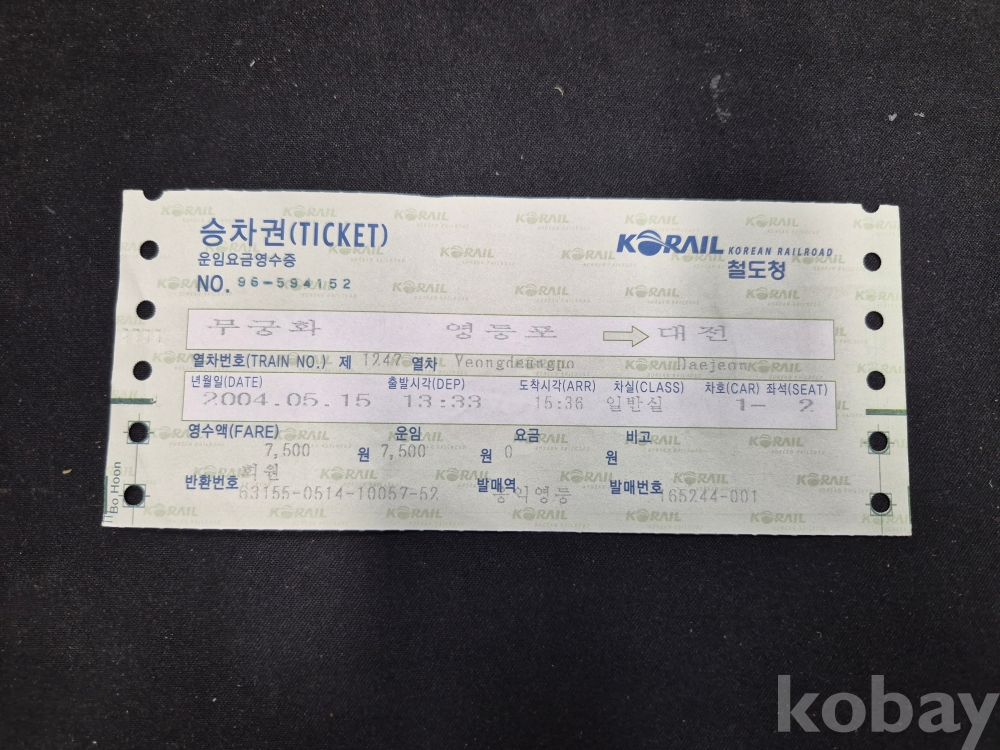 승차권(TICKET)
운임요금영수증
KORAIL KOREAN RAILROAD
철도청
NO. 96-594152
무궁화 영등포 → 대전
열차번호(TRAIN NO.) 제 1247 열차 Yeongdeungpo Daejeon
년월일(DATE) 출발시각(DEP) 도착시각(ARR) 차실(CLASS) 차호(CAR) 좌석(SEAT)
2004.05.15 13:33 15:36 일반실 1- 2
영수액(FARE) 운임 요금 비고
7,500 원 7,500 원 0 원
회원
반환번호 63155-0514-10057-52 발매역 발매번호 165244-001
Bo Hoon
kobay